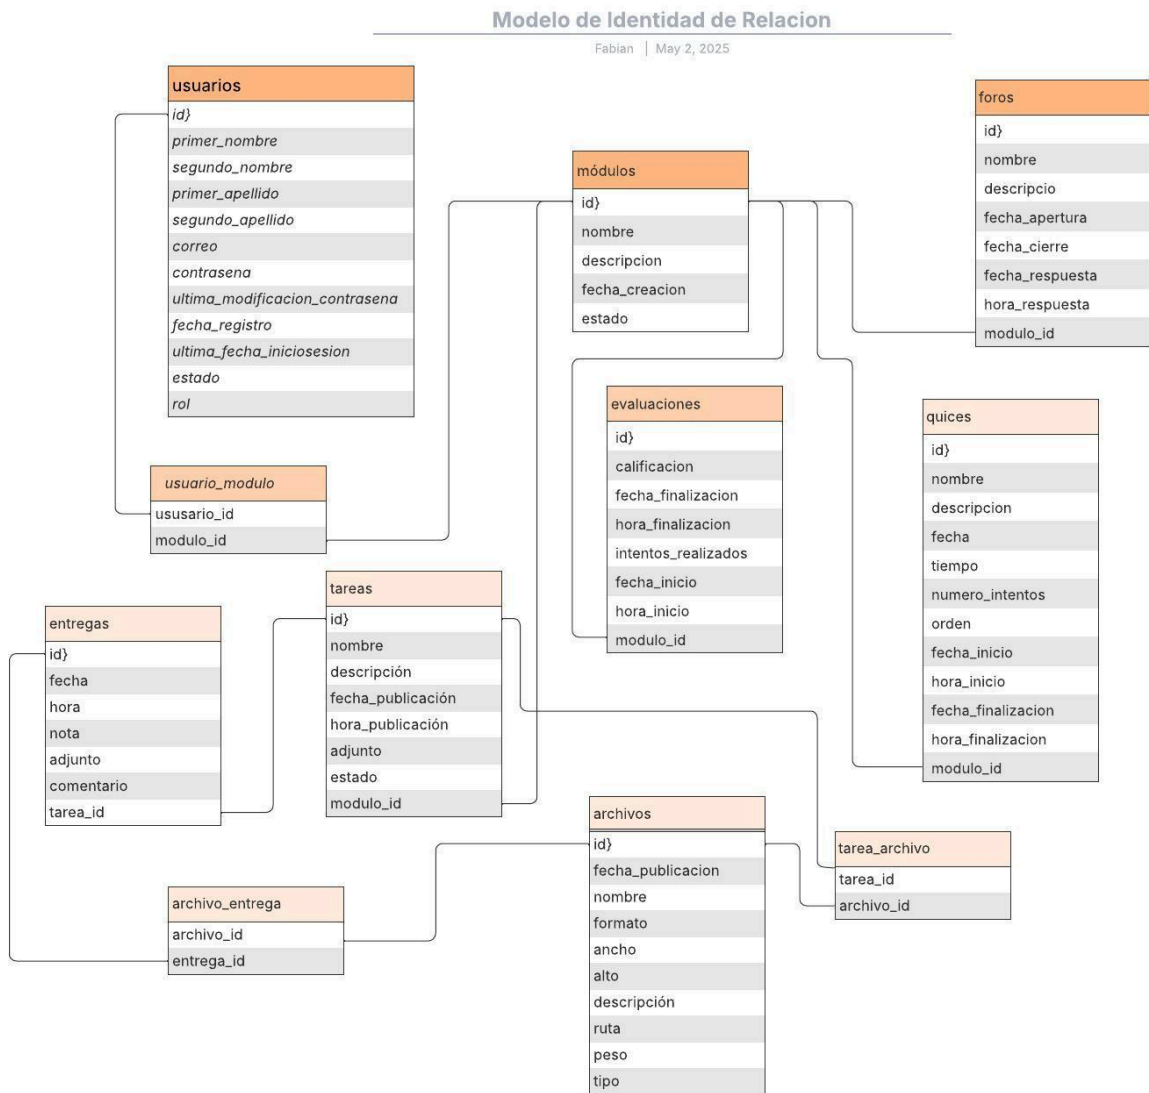 Modelo de Identidad de Relacion
Fabian | May 2, 2025
usuarios
id}
primer_nombre
segundo_nombre
primer_apellido
segundo_apellido
correo
contrasena
ultima_modificacion_contrasena
fecha_registro
ultima_fecha_iniciosesion
estado
rol
módulos
id}
nombre
descripcion
fecha_creacion
estado
foros
id}
nombre
descripcio
fecha_apertura
fecha_cierre
fecha_respuesta
hora_respuesta
modulo_id
evaluaciones
id}
calificacion
fecha_finalizacion
hora_finalizacion
intentos_realizados
fecha_inicio
hora_inicio
modulo_id
quices
id}
nombre
descripcion
fecha
tiempo
numero_intentos
orden
fecha_inicio
hora_inicio
fecha_finalizacion
hora_finalizacion
modulo_id
usuario_modulo
ususario_id
modulo_id
tareas
id}
nombre
descripción
fecha_publicación
hora_publicación
adjunto
estado
modulo_id
entregas
id}
fecha
hora
nota
adjunto
comentario
tarea_id
archivos
id}
fecha_publicacion
nombre
formato
ancho
alto
descripción
ruta
peso
tipo
tarea_archivo
tarea_id
archivo_id
archivo_entrega
archivo_id
entrega_id